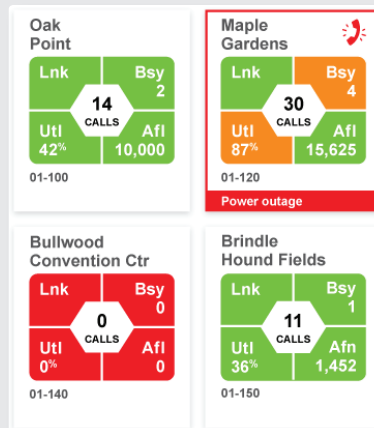 Oak
Point
Lnk
Bsy
2
14
CALLS
Utl
42%
Afl
10,000
01-100
Maple
Gardens
Lnk
Bsy
4
30
CALLS
Utl
87%
Afl
15,625
01-120
Power outage
Bullwood
Convention Ctr
Lnk
Bsy
0
0
CALLS
Utl
0%
Afl
0
01-140
Brindle
Hound Fields
Lnk
Bsy
1
11
CALLS
Utl
36%
Afn
1,452
01-150